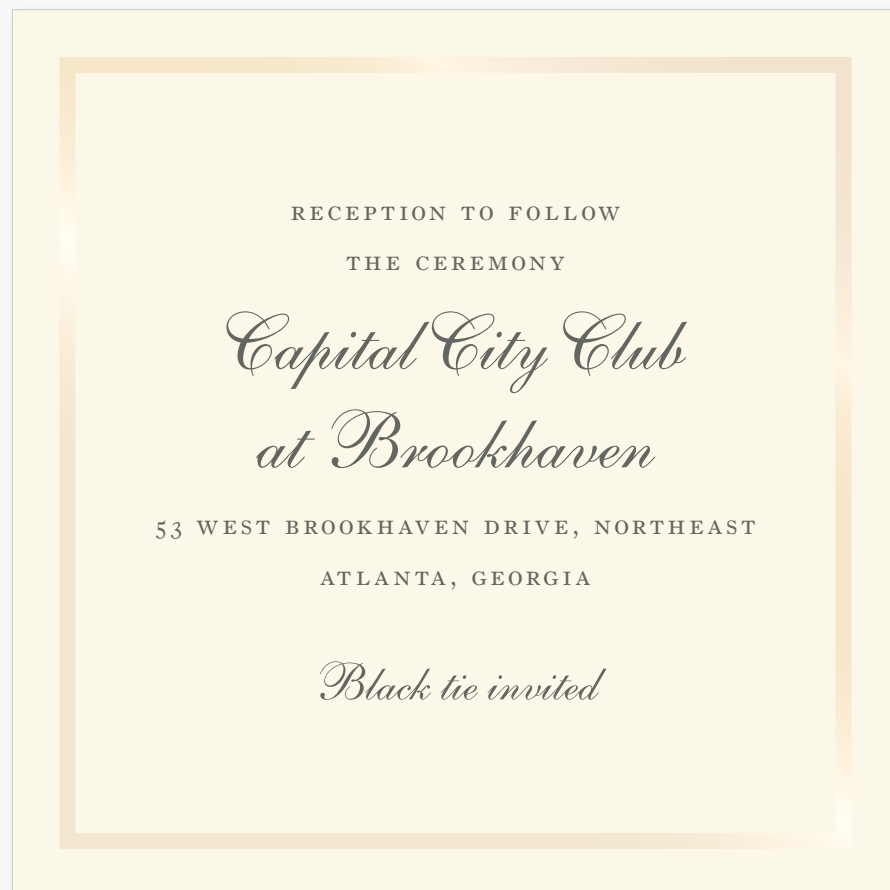 RECEPTION TO FOLLOW
THE CEREMONY
Capital City Club
at Brookhaven
53 WEST BROOKHAVEN DRIVE, NORTHEAST
ATLANTA, GEORGIA
Black tie invited